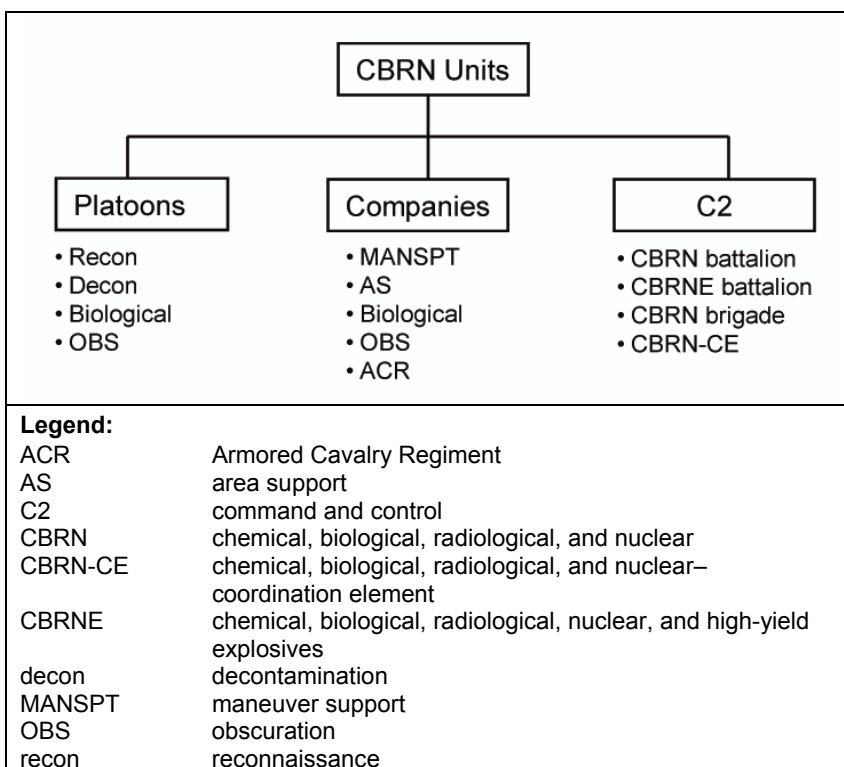 CBRN Units
Platoons
• Recon
• Decon
• Biological
• OBS
Companies
• MANSPT
• AS
• Biological
• OBS
• ACR
C2
• CBRN battalion
• CBRNE battalion
• CBRN brigade
• CBRN-CE
Legend:
ACR Armored Cavalry Regiment
AS area support
C2 command and control
CBRN chemical, biological, radiological, and nuclear
CBRN-CE chemical, biological, radiological, and nuclear–
coordination element
CBRNE chemical, biological, radiological, nuclear, and high-yield
explosives
decon decontamination
MANSPT maneuver support
OBS obscuration
recon reconnaissance